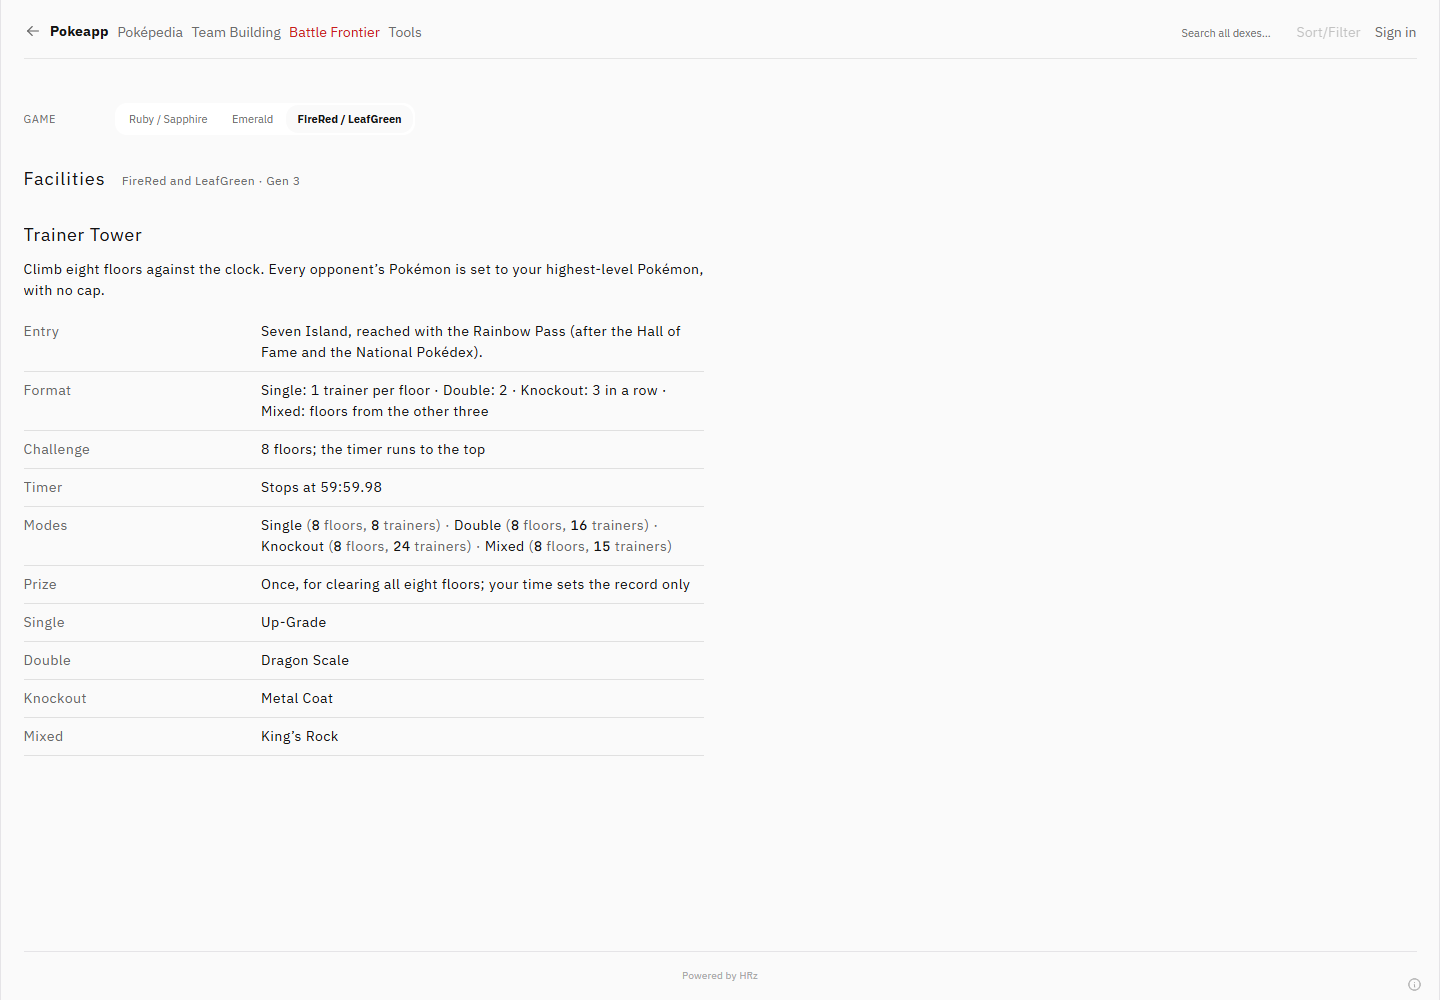 ← Pokeapp Poképedia Team Building Battle Frontier Tools Search all dexes... Sort/Filter Sign in
GAME Ruby / Sapphire Emerald FireRed / LeafGreen
Facilities FireRed and LeafGreen · Gen 3
Trainer Tower
Climb eight floors against the clock. Every opponent’s Pokémon is set to your highest-level Pokémon,
with no cap.
Entry Seven Island, reached with the Rainbow Pass (after the Hall of
Fame and the National Pokédex).
Format Single: 1 trainer per floor · Double: 2 · Knockout: 3 in a row ·
Mixed: floors from the other three
Challenge 8 floors; the timer runs to the top
Timer Stops at 59:59.98
Modes Single (8 floors, 8 trainers) · Double (8 floors, 16 trainers) ·
Knockout (8 floors, 24 trainers) · Mixed (8 floors, 15 trainers)
Prize Once, for clearing all eight floors; your time sets the record only
Single Up-Grade
Double Dragon Scale
Knockout Metal Coat
Mixed King’s Rock
Powered by HRz